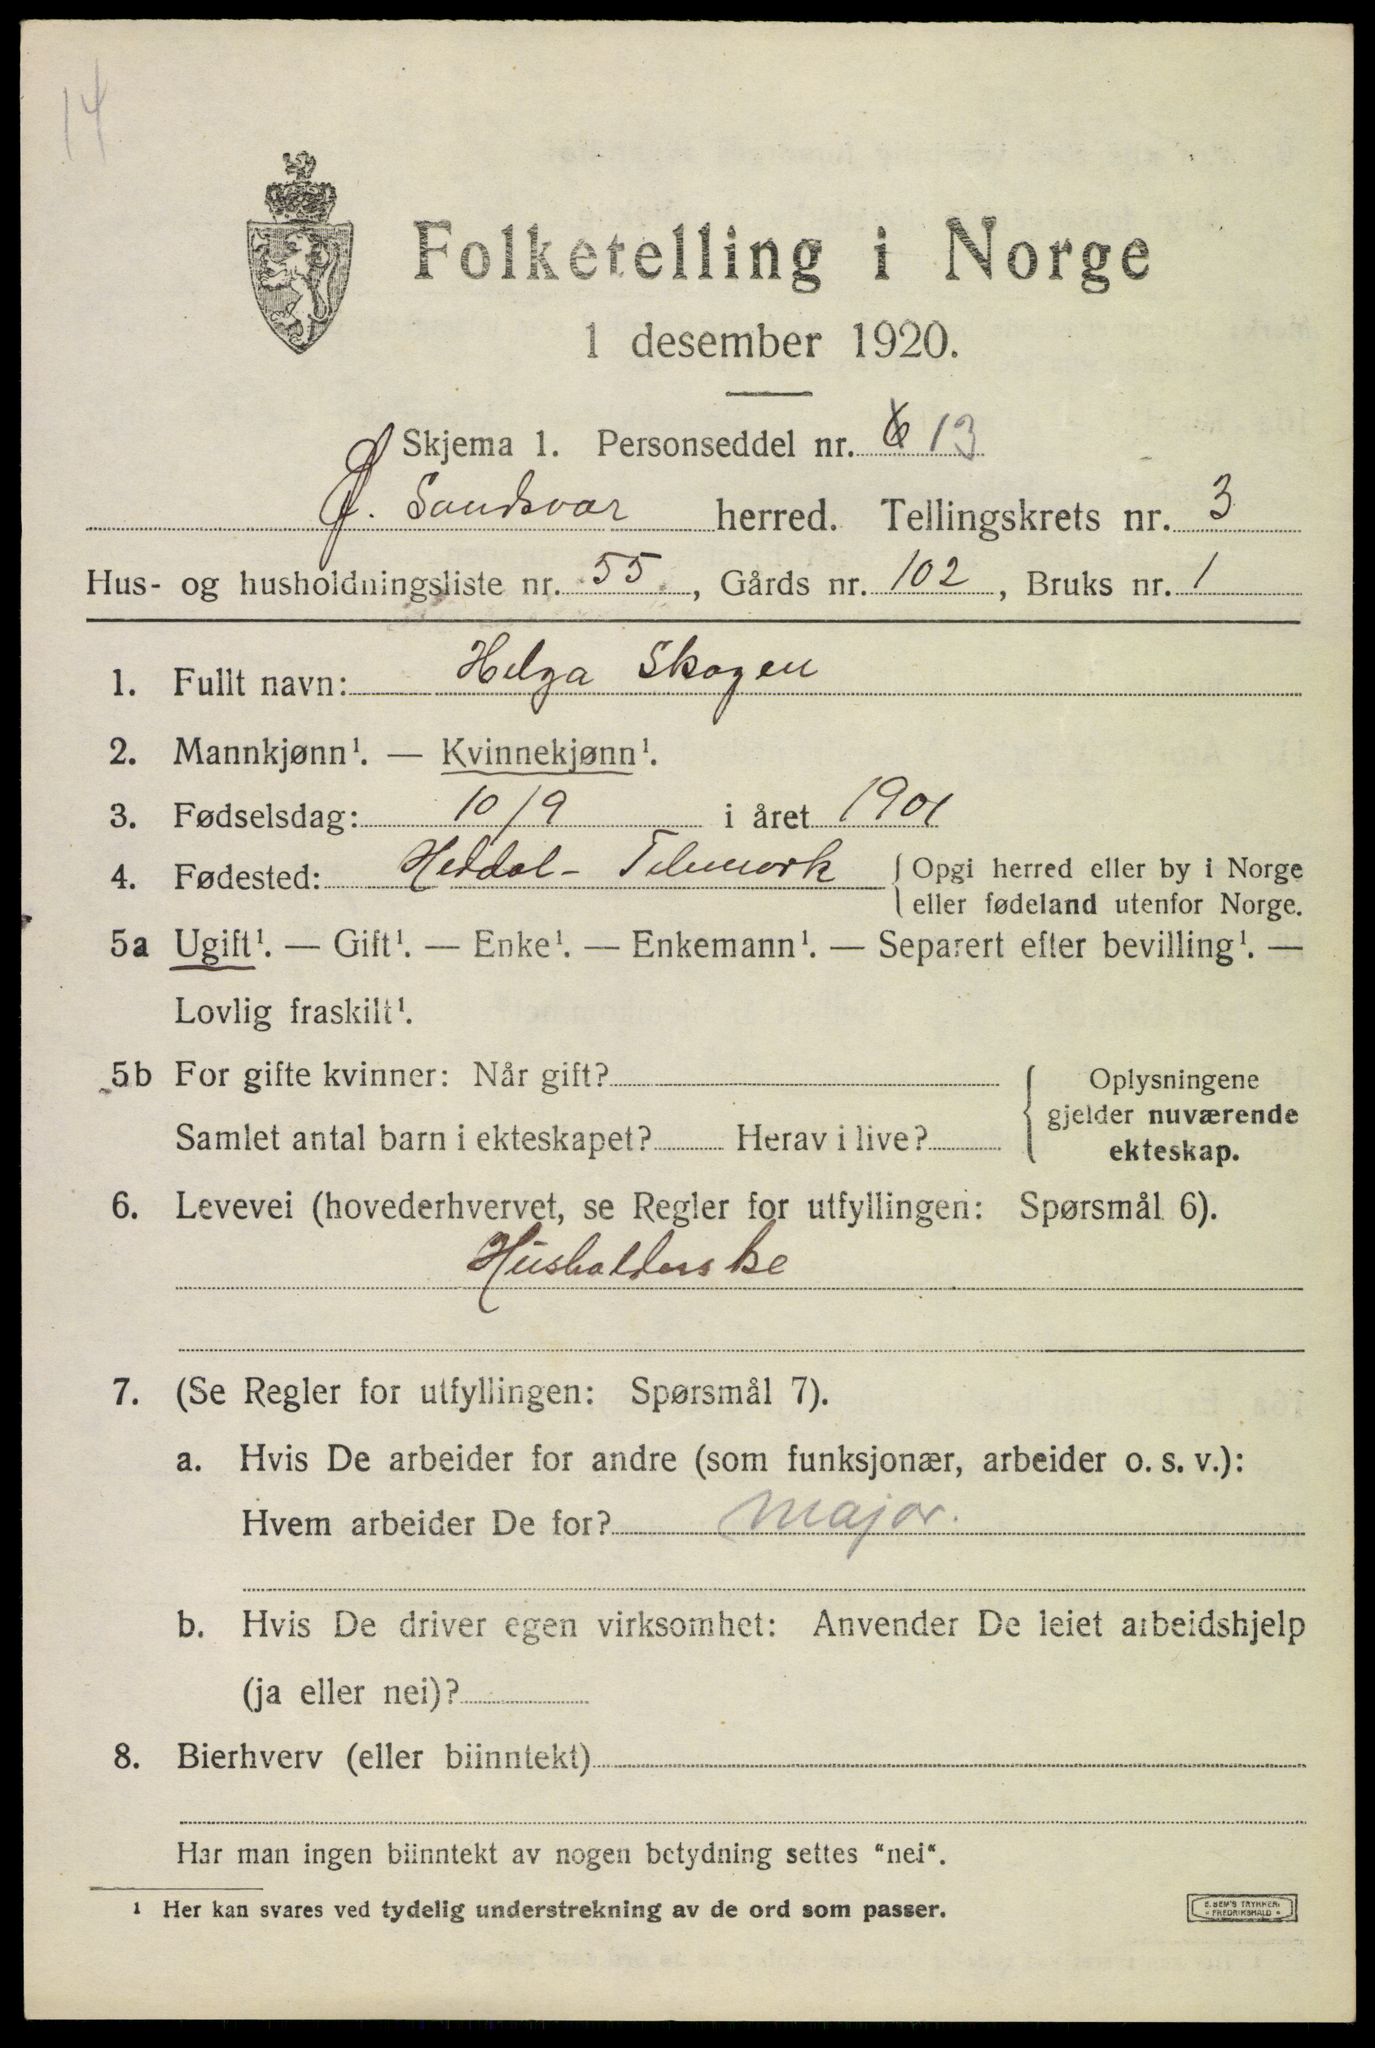 14
Folketelling i Norge
1 desember 1920.
Skjema 1. Personseddel nr. 6 13
Ø. Sandsvær herred. Tellingskrets nr. 3
Hus- og husholdningsliste nr. 55, Gårds nr. 102, Bruks nr. 1
1. Fullt navn: Helga Skogen
2. Mannkjønn¹. — Kvinnekjønn¹.
3. Fødselsdag: 10/9 i året 1901
4. Fødested: Heddal - Telemark { Opgi herred eller by i Norge
eller fødeland utenfor Norge.
5a Ugift¹. — Gift¹. — Enke¹. — Enkemann¹. — Separert efter bevilling¹. —
Lovlig fraskilt¹.
5b For gifte kvinner: Når gift?
Samlet antal barn i ekteskapet? Herav i live?
{ Oplysningene
gjelder nuværende
ekteskap.
6. Levevei (hovederhvervet, se Regler for utfyllingen: Spørsmål 6).
Husholderske
7. (Se Regler for utfyllingen: Spørsmål 7).
a. Hvis De arbeider for andre (som funksjonær, arbeider o. s. v.):
Hvem arbeider De for? major.
b. Hvis De driver egen virksomhet: Anvender De leiet arbeidshjelp
(ja eller nei)?
8. Bierhverv (eller biinntekt)
Har man ingen biinntekt av nogen betydning settes "nei".
¹ Her kan svares ved tydelig understrekning av de ord som passer.
E. SEM'S TRYKKERI
FREDRIKSHALD